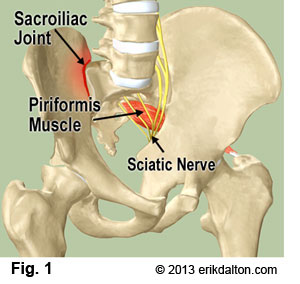 Sacroiliac
Joint
Piriformis
Muscle
Sciatic Nerve
Fig. 1
© 2013 erikdalton.com